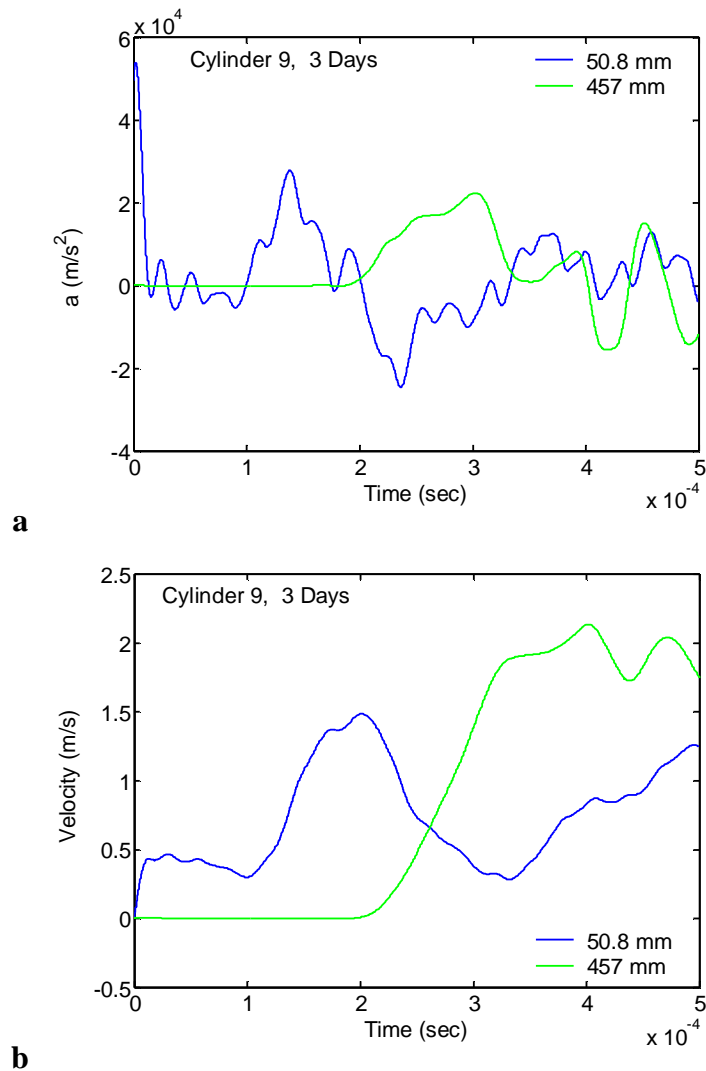 x 10^4
6
Cylinder 9, 3 Days
50.8 mm
457 mm
4
2
0
-2
-4
a (m/s^2)
0 1 2 3 4 5
Time (sec)
x 10^-4
a
2.5
Cylinder 9, 3 Days
2
1.5
1
0.5
0
-0.5
Velocity (m/s)
50.8 mm
457 mm
0 1 2 3 4 5
Time (sec)
x 10^-4
b